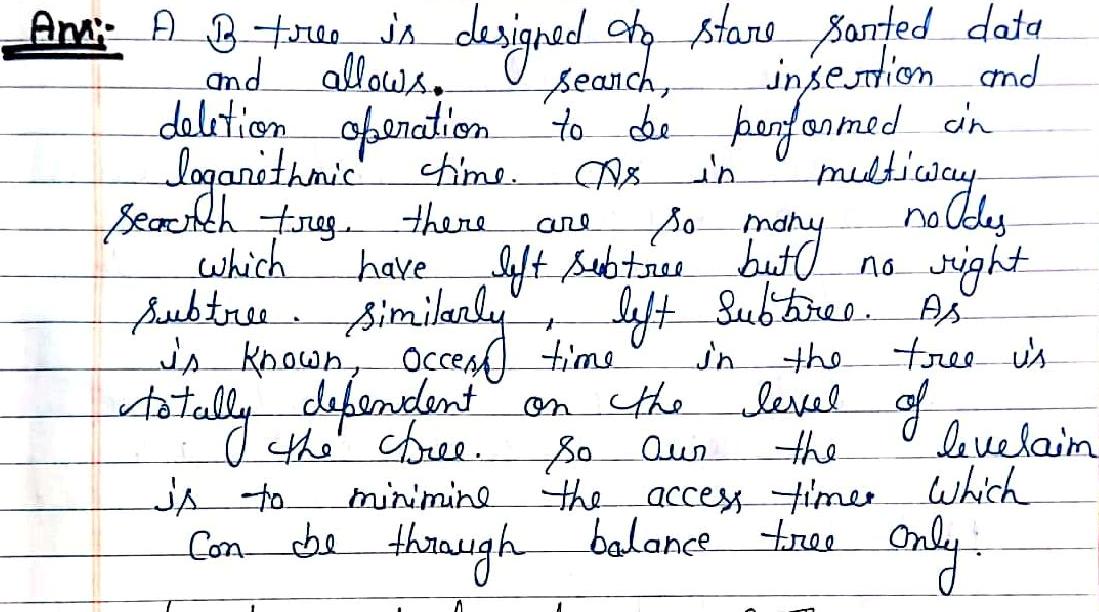 Ans:- A B tree is designed to store sorted data
and allows. search, insertion and
deletion operation to be performed in
logarithmic time. As in multiway
search tree. there are so many nodes
which have left subtree but no right
subtree. similarly, left subtree. As
is known, access time in the tree is
totally dependent on the level of
the tree. so our the levelaim
is to minimine the access time. Which
Can be through balance tree only.